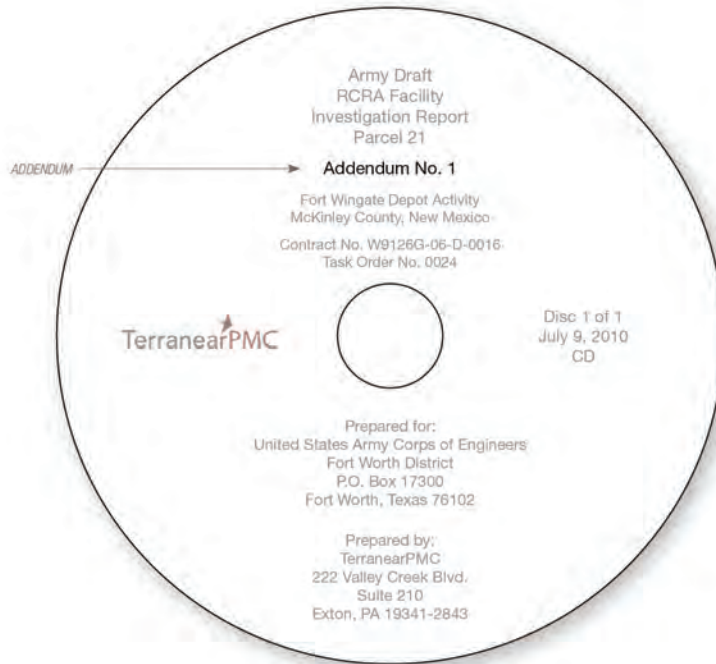 Army Draft
RCRA Facility
Investigation Report
Parcel 21
ADDENDUM
Addendum No. 1
Fort Wingate Depot Activity
McKinley County, New Mexico
Contract No. W9126G-06-D-0016
Task Order No. 0024
TerranearPMC
Disc 1 of 1
July 9, 2010
CD
Prepared for:
United States Army Corps of Engineers
Fort Worth District
P.O. Box 17300
Fort Worth, Texas 76102
Prepared by:
TerranearPMC
222 Valley Creek Blvd.
Suite 210
Exton, PA 19341-2843